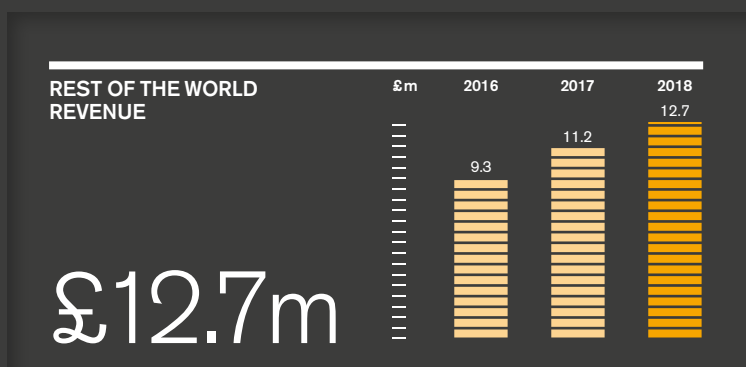 REST OF THE WORLD
REVENUE
£m 2016 2017 2018
12.7
11.2
9.3
£12.7m